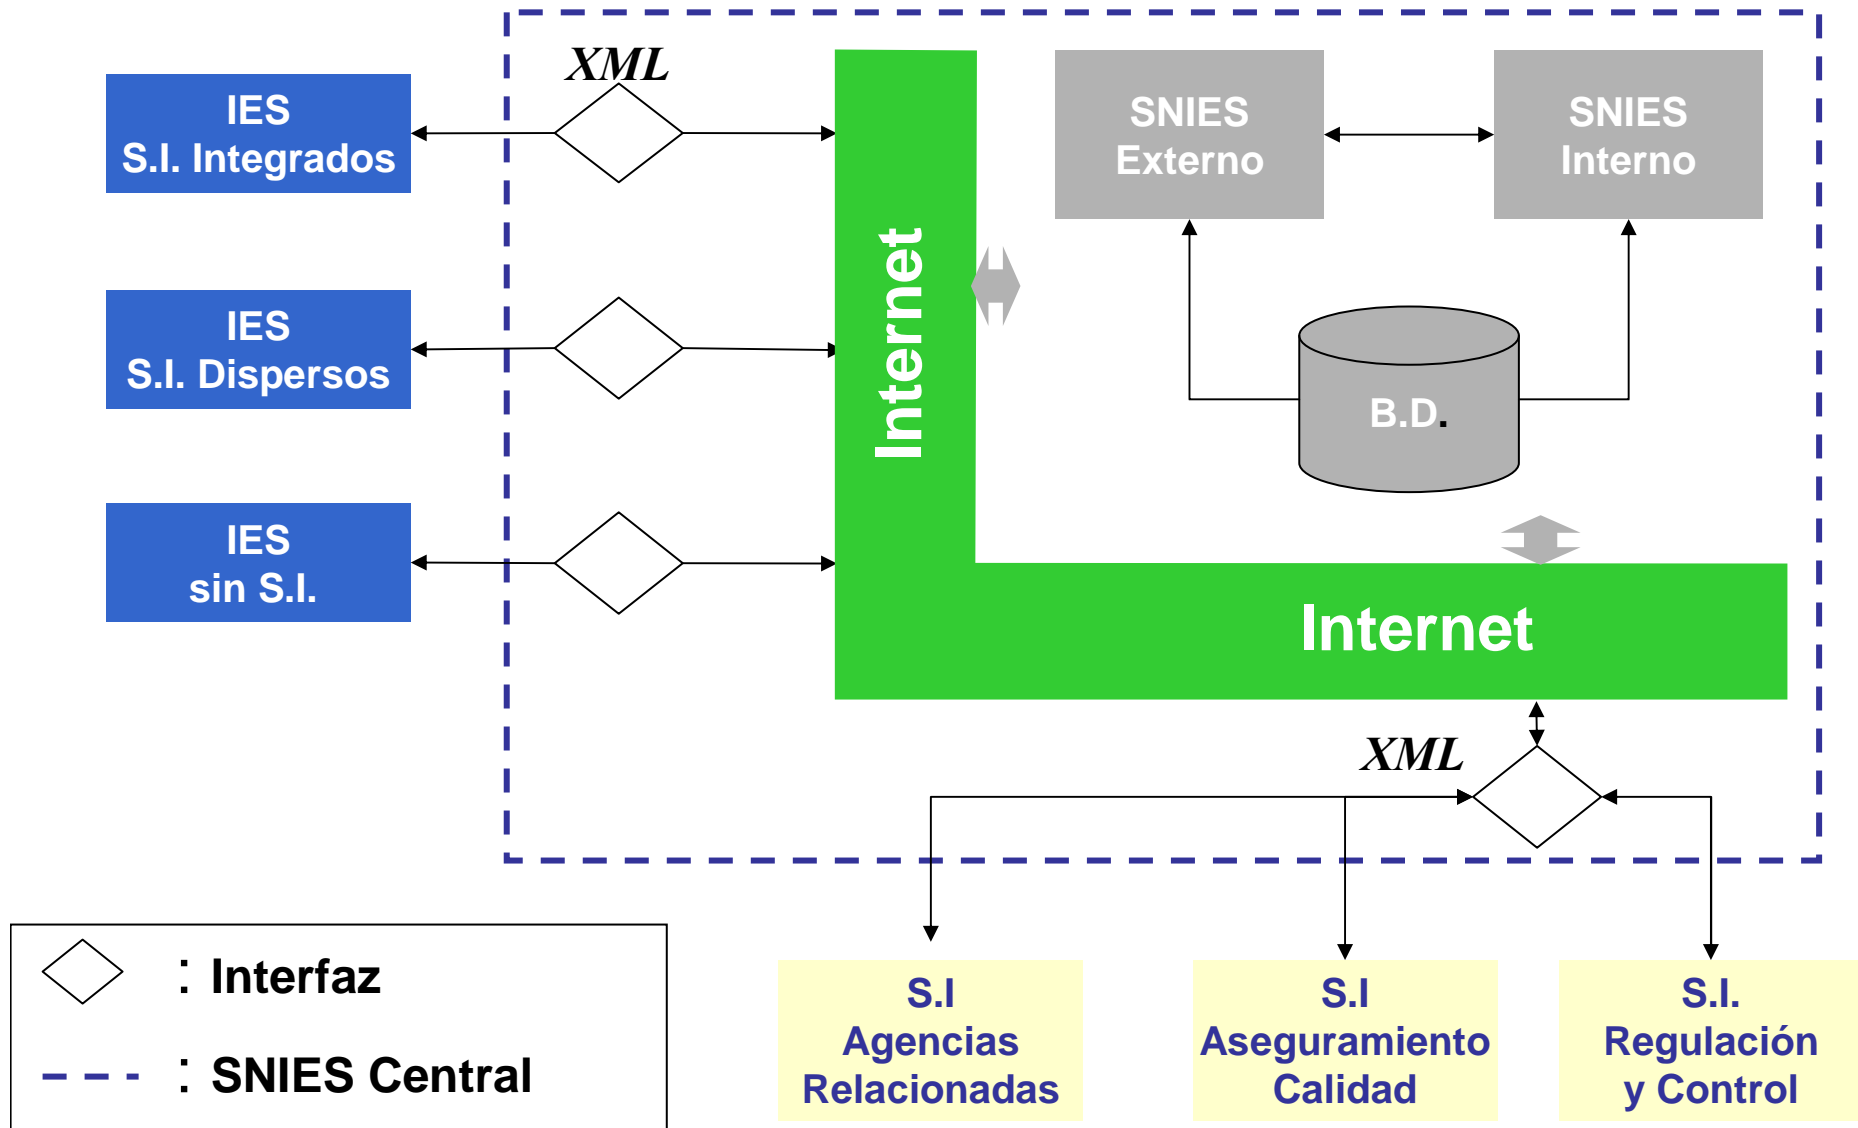 XML
IES
S.I. Integrados
SNIES
Externo
SNIES
Interno
IES
S.I. Dispersos
Internet
B.D.
IES
sin S.I.
Internet
XML
: Interfaz
: SNIES Central
S.I
Agencias
Relacionadas
S.I
Aseguramiento
Calidad
S.I.
Regulación
y Control